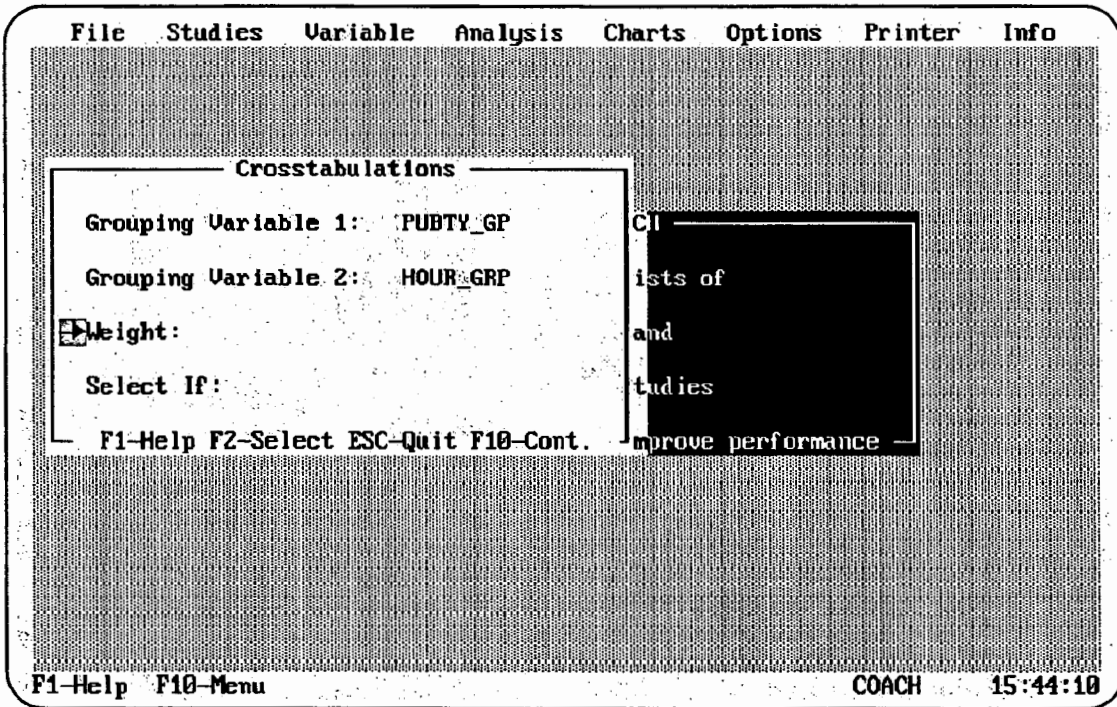 File Studies Variable Analysis Charts Options Printer Info
Crosstabulations
Grouping Variable 1: PUBTY_GP
Grouping Variable 2: HOUR_GRP
Weight:
Select If:
F1-Help F2-Select ESC-Quit F10-Cont.
CH
ists of
and
tudies
mprove performance
F1-Help F10-Menu COACH 15:44:10